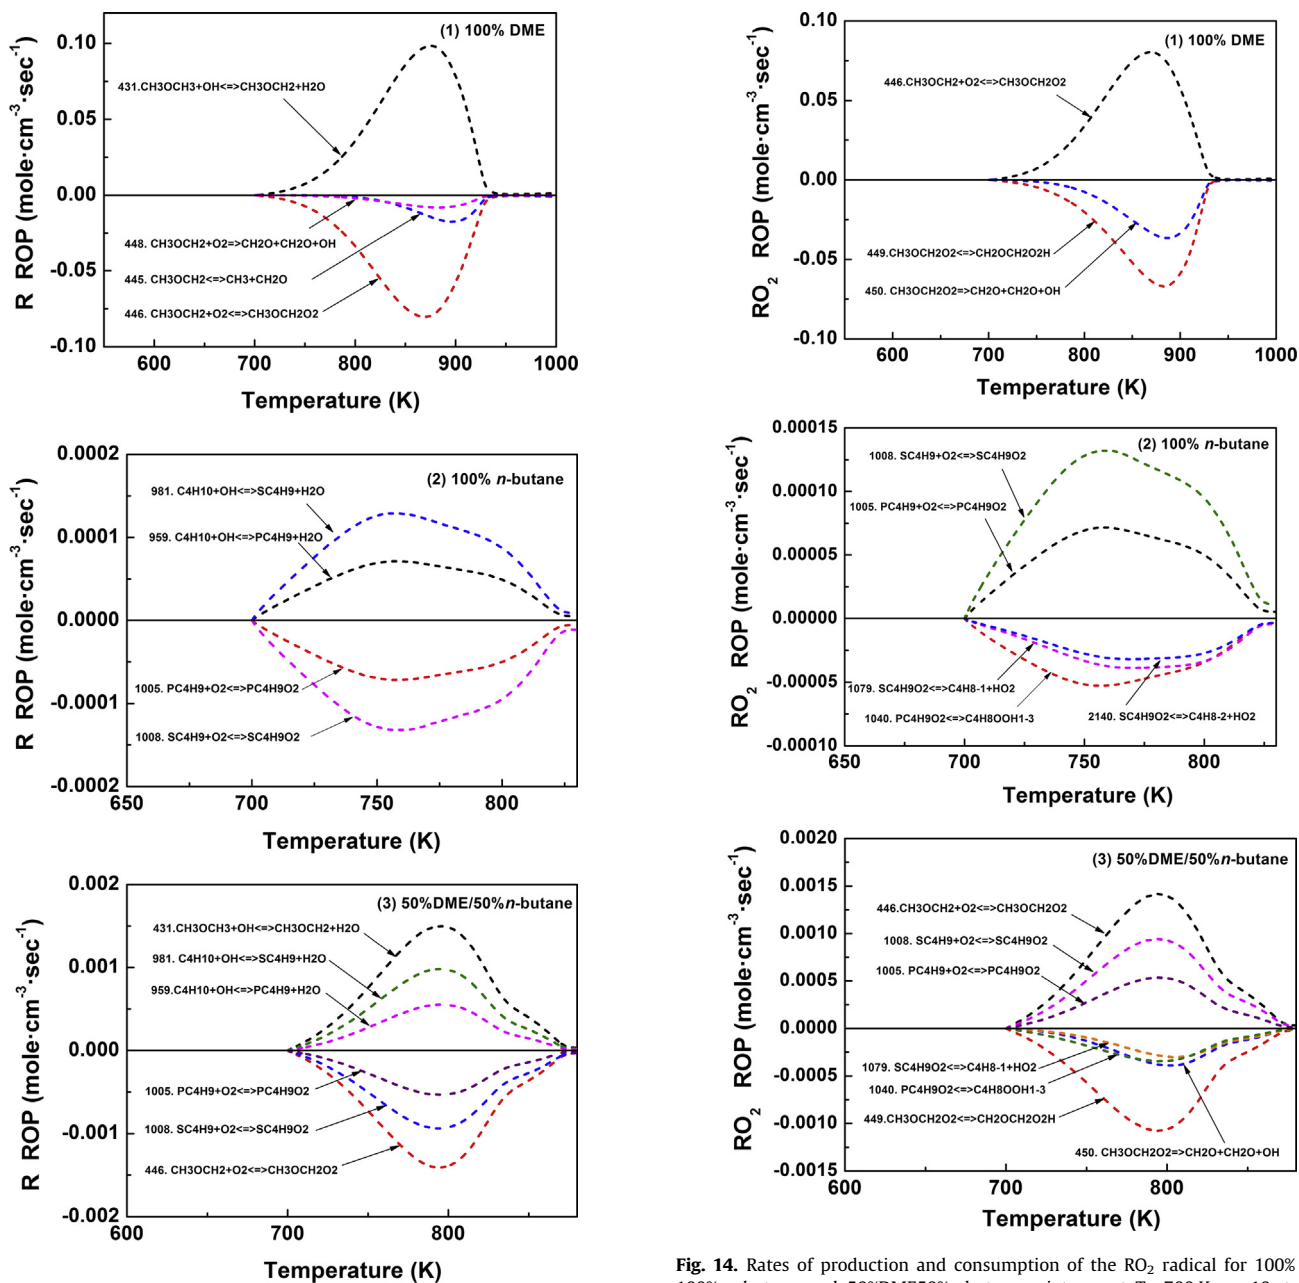 (1) 100% DME
R ROP (mole·cm-3·sec-1)
0.10
431.CH3OCH3+OH<=>CH3OCH2+H2O
0.05
0.00
448. CH3OCH2+O2=>CH2O+CH2O+OH
-0.05
445. CH3OCH2<=>CH3+CH2O
446. CH3OCH2+O2<=>CH3OCH2O2
-0.10
600 700 800 900 1000
Temperature (K)
(2) 100% n-butane
R ROP (mole·cm-3·sec-1)
0.0002
981. C4H10+OH<=>SC4H9+H2O
0.0001
959. C4H10+OH<=>PC4H9+H2O
0.0000
1005. PC4H9+O2<=>PC4H9O2
-0.0001
1008. SC4H9+O2<=>SC4H9O2
-0.0002
650 700 750 800
Temperature (K)
(3) 50%DME/50%n-butane
R ROP (mole·cm-3·sec-1)
0.002
431.CH3OCH3+OH<=>CH3OCH2+H2O
981. C4H10+OH<=>SC4H9+H2O
0.001
959.C4H10+OH<=>PC4H9+H2O
0.000
1005. PC4H9+O2<=>PC4H9O2
-0.001
1008. SC4H9+O2<=>SC4H9O2
446. CH3OCH2+O2<=>CH3OCH2O2
-0.002
600 700 800
Temperature (K)
(1) 100% DME
RO2 ROP (mole·cm-3·sec-1)
0.10
446.CH3OCH2+O2<=>CH3OCH2O2
0.05
0.00
449.CH3OCH2O2<=>CH2OCH2O2H
-0.05
450. CH3OCH2O2=>CH2O+CH2O+OH
-0.10
600 700 800 900 1000
Temperature (K)
(2) 100% n-butane
RO2 ROP (mole·cm-3·sec-1)
0.00015
1008. SC4H9+O2<=>SC4H9O2
0.00010
1005. PC4H9+O2<=>PC4H9O2
0.00005
0.00000
-0.00005
1079. SC4H9O2<=>C4H8-1+HO2
1040. PC4H9O2<=>C4H8OOH1-3
2140. SC4H9O2<=>C4H8-2+HO2
-0.00010
650 700 750 800
Temperature (K)
(3) 50%DME/50%n-butane
RO2 ROP (mole·cm-3·sec-1)
0.0020
0.0015
446.CH3OCH2+O2<=>CH3OCH2O2
0.0010
1008. SC4H9+O2<=>SC4H9O2
1005. PC4H9+O2<=>PC4H9O2
0.0005
0.0000
1079. SC4H9O2<=>C4H8-1+HO2
-0.0005
1040. PC4H9O2<=>C4H8OOH1-3
449.CH3OCH2O2<=>CH2OCH2O2H
-0.0010
450. CH3OCH2O2=>CH2O+CH2O+OH
-0.0015
600 700 800
Temperature (K)
Fig. 14. Rates of production and consumption of the RO2 radical for 100%